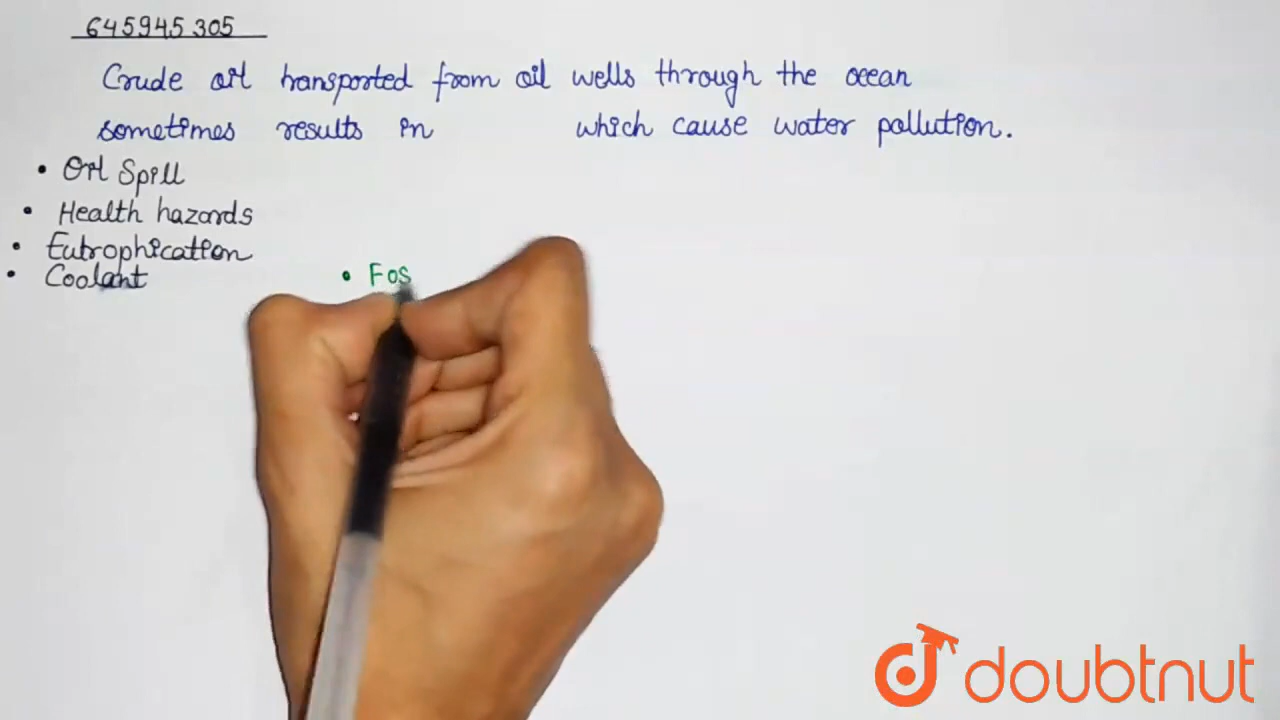 645945305
Crude oil transported from oil wells through the ocean
sometimes results in which cause water pollution.
• Oil Spill
• Health hazards
• Eutrophication
• Coolant
• Fos
doubtnut